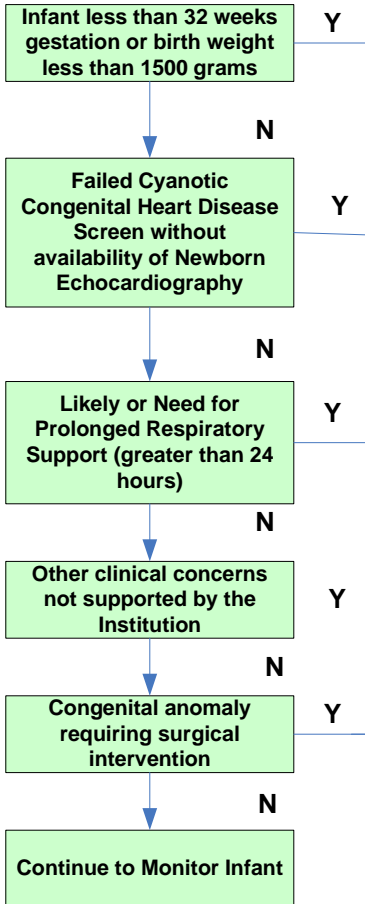 Infant less than 32 weeks
gestation or birth weight
less than 1500 grams
Y
N
Failed Cyanotic
Congenital Heart Disease
Screen without
availability of Newborn
Echocardiography
Y
N
Likely or Need for
Prolonged Respiratory
Support (greater than 24
hours)
Y
N
Other clinical concerns
not supported by the
Institution
Y
N
Congenital anomaly
requiring surgical
intervention
Y
N
Continue to Monitor Infant